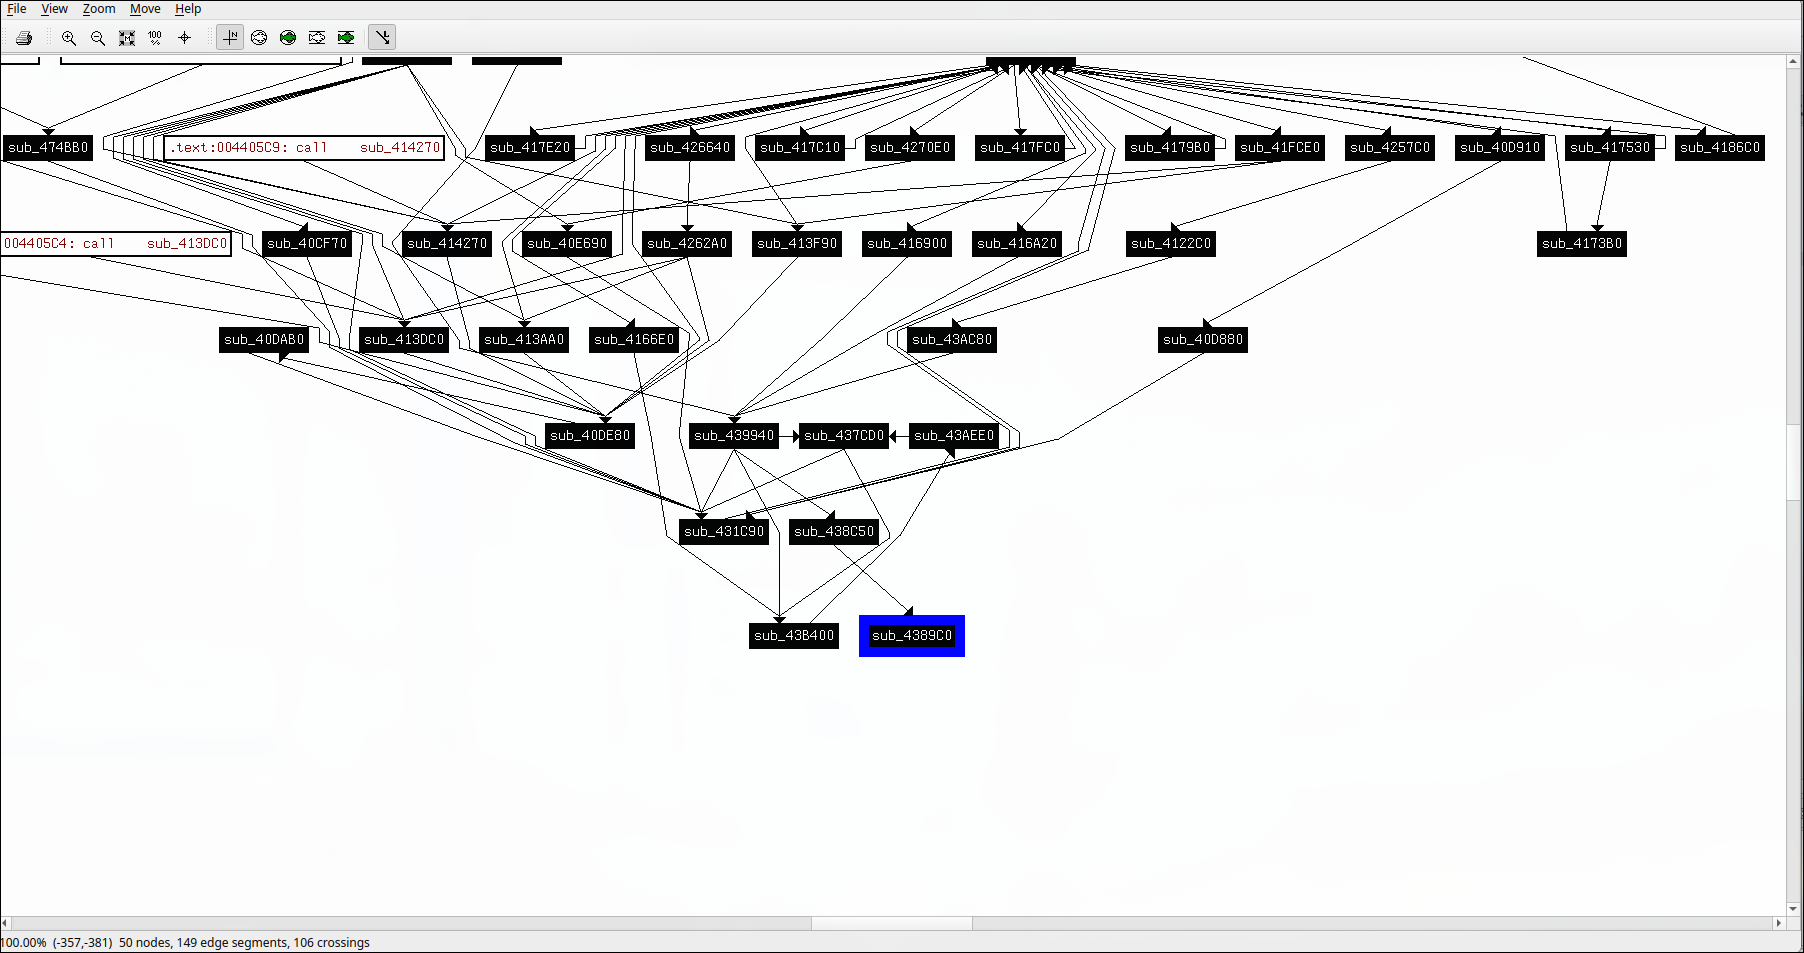 File View Zoom Move Help
100 %
N
sub_474BB0 .text:004405C9: call sub_414270 sub_417E20 sub_426640 sub_417C10 sub_4270E0 sub_417FC0 sub_4179B0 sub_41FCE0 sub_4257C0 sub_40D910 sub_417530 sub_4186C0
004405C4: call sub_413DC0 sub_40CF70 sub_414270 sub_40E690 sub_4262A0 sub_413F90 sub_416900 sub_416A20 sub_4122C0 sub_4173B0
sub_40DAB0 sub_413DC0 sub_413AA0 sub_4166E0 sub_43AC80 sub_40D880
sub_40DE80 sub_439940 sub_437CD0 sub_43AEE0
sub_431C90 sub_438C50
sub_43B400 sub_4389C0
100.00% (-357,-381) 50 nodes, 149 edge segments, 106 crossings